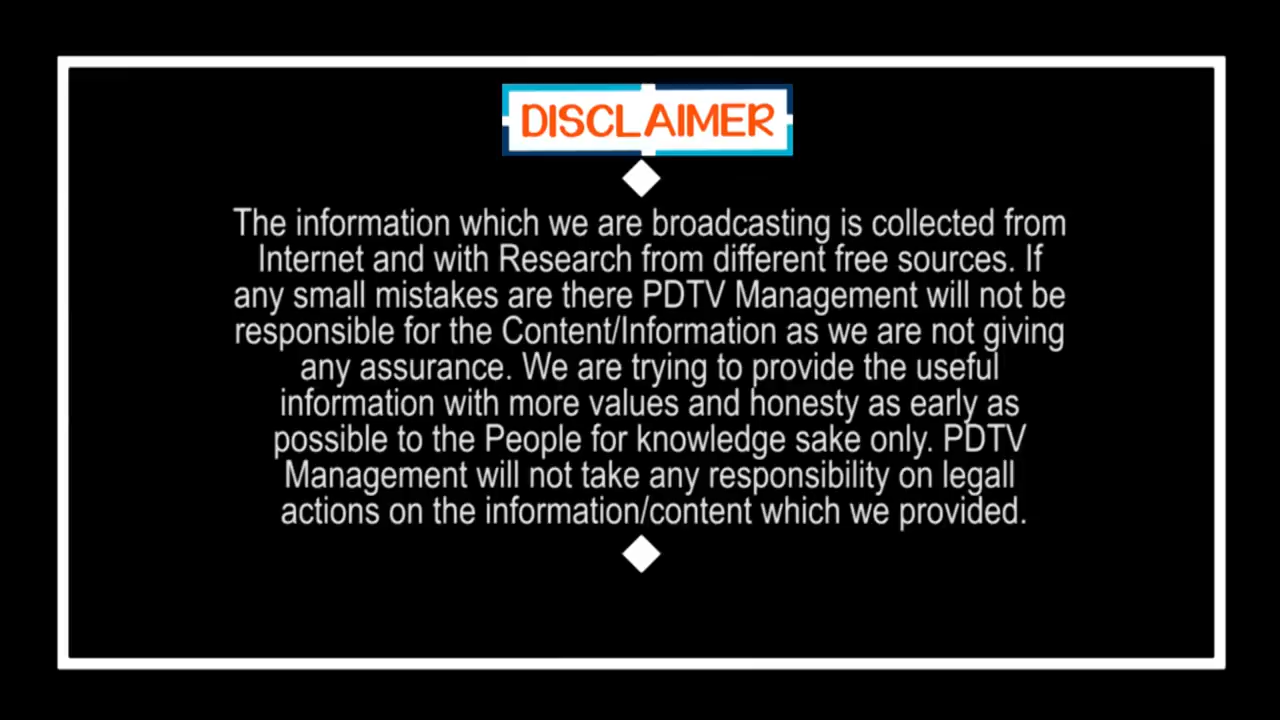 DISCLAIMER
The information which we are broadcasting is collected from
Internet and with Research from different free sources. If
any small mistakes are there PDTV Management will not be
responsible for the Content/Information as we are not giving
any assurance. We are trying to provide the useful
information with more values and honesty as early as
possible to the People for knowledge sake only. PDTV
Management will not take any responsibility on legall
actions on the information/content which we provided.